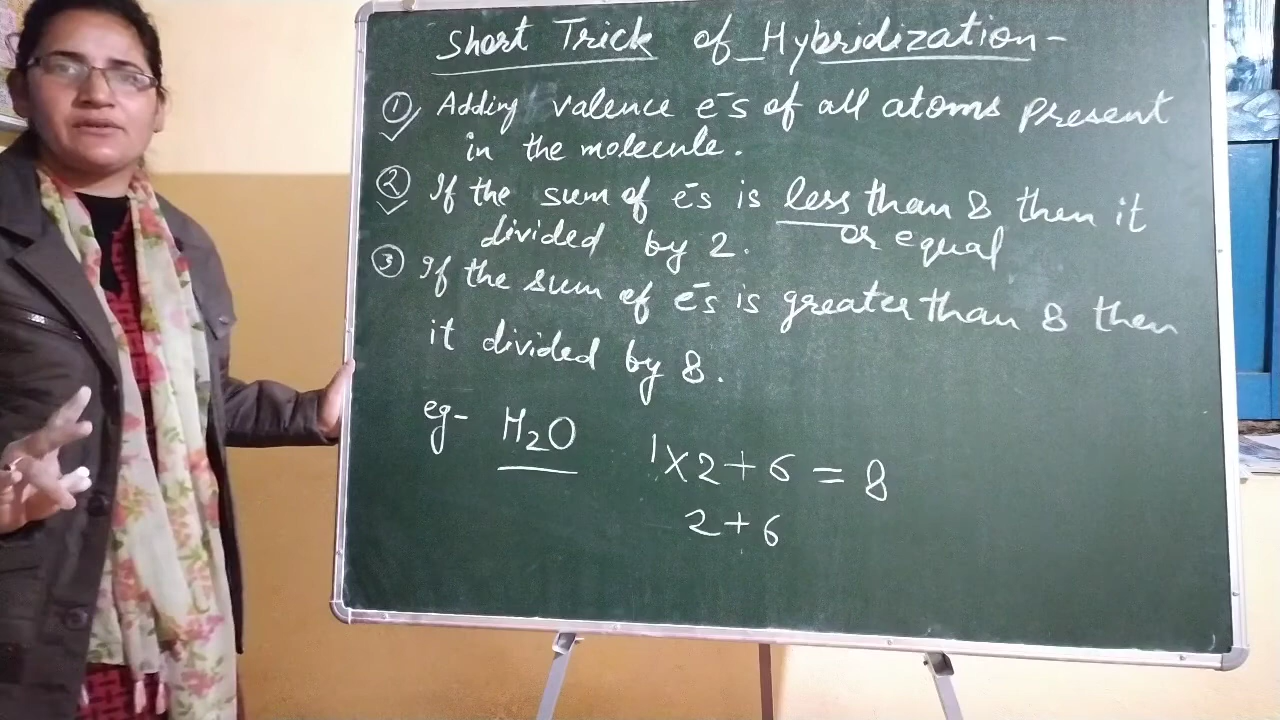 Short Trick of Hybridization-
① Adding valence e⁻s of all atoms present
in the molecule.
② If the sum of e⁻s is less than 8 then it
or equal
divided by 2.
③ If the sum of e⁻s is greater than 8 then
it divided by 8.
eg- H₂O 1×2+6=8
2+6